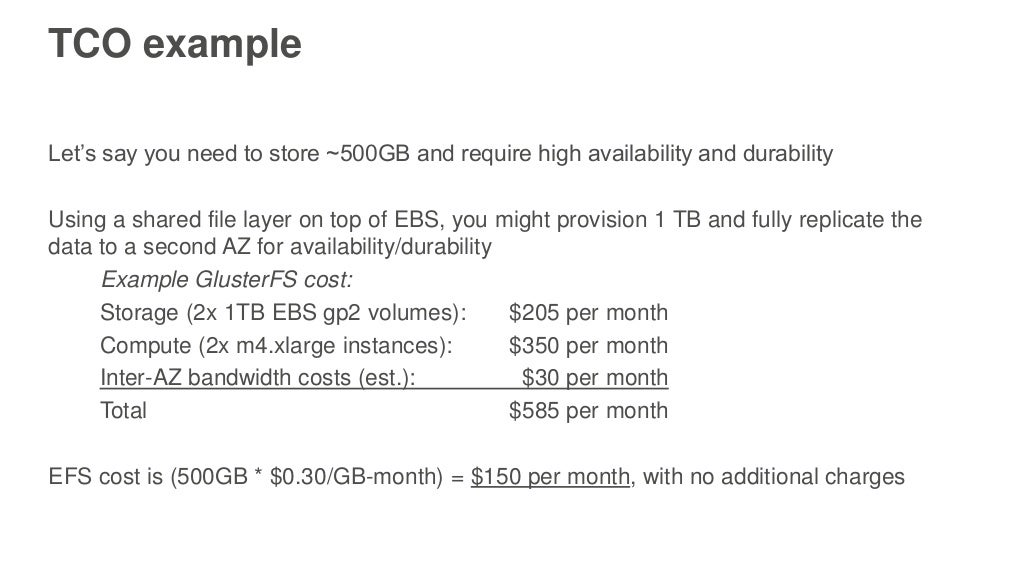 TCO example
Let’s say you need to store ~500GB and require high availability and durability
Using a shared file layer on top of EBS, you might provision 1 TB and fully replicate the
data to a second AZ for availability/durability
Example GlusterFS cost:
Storage (2x 1TB EBS gp2 volumes): $205 per month
Compute (2x m4.xlarge instances): $350 per month
Inter-AZ bandwidth costs (est.): $30 per month
Total $585 per month
EFS cost is (500GB * $0.30/GB-month) = $150 per month, with no additional charges